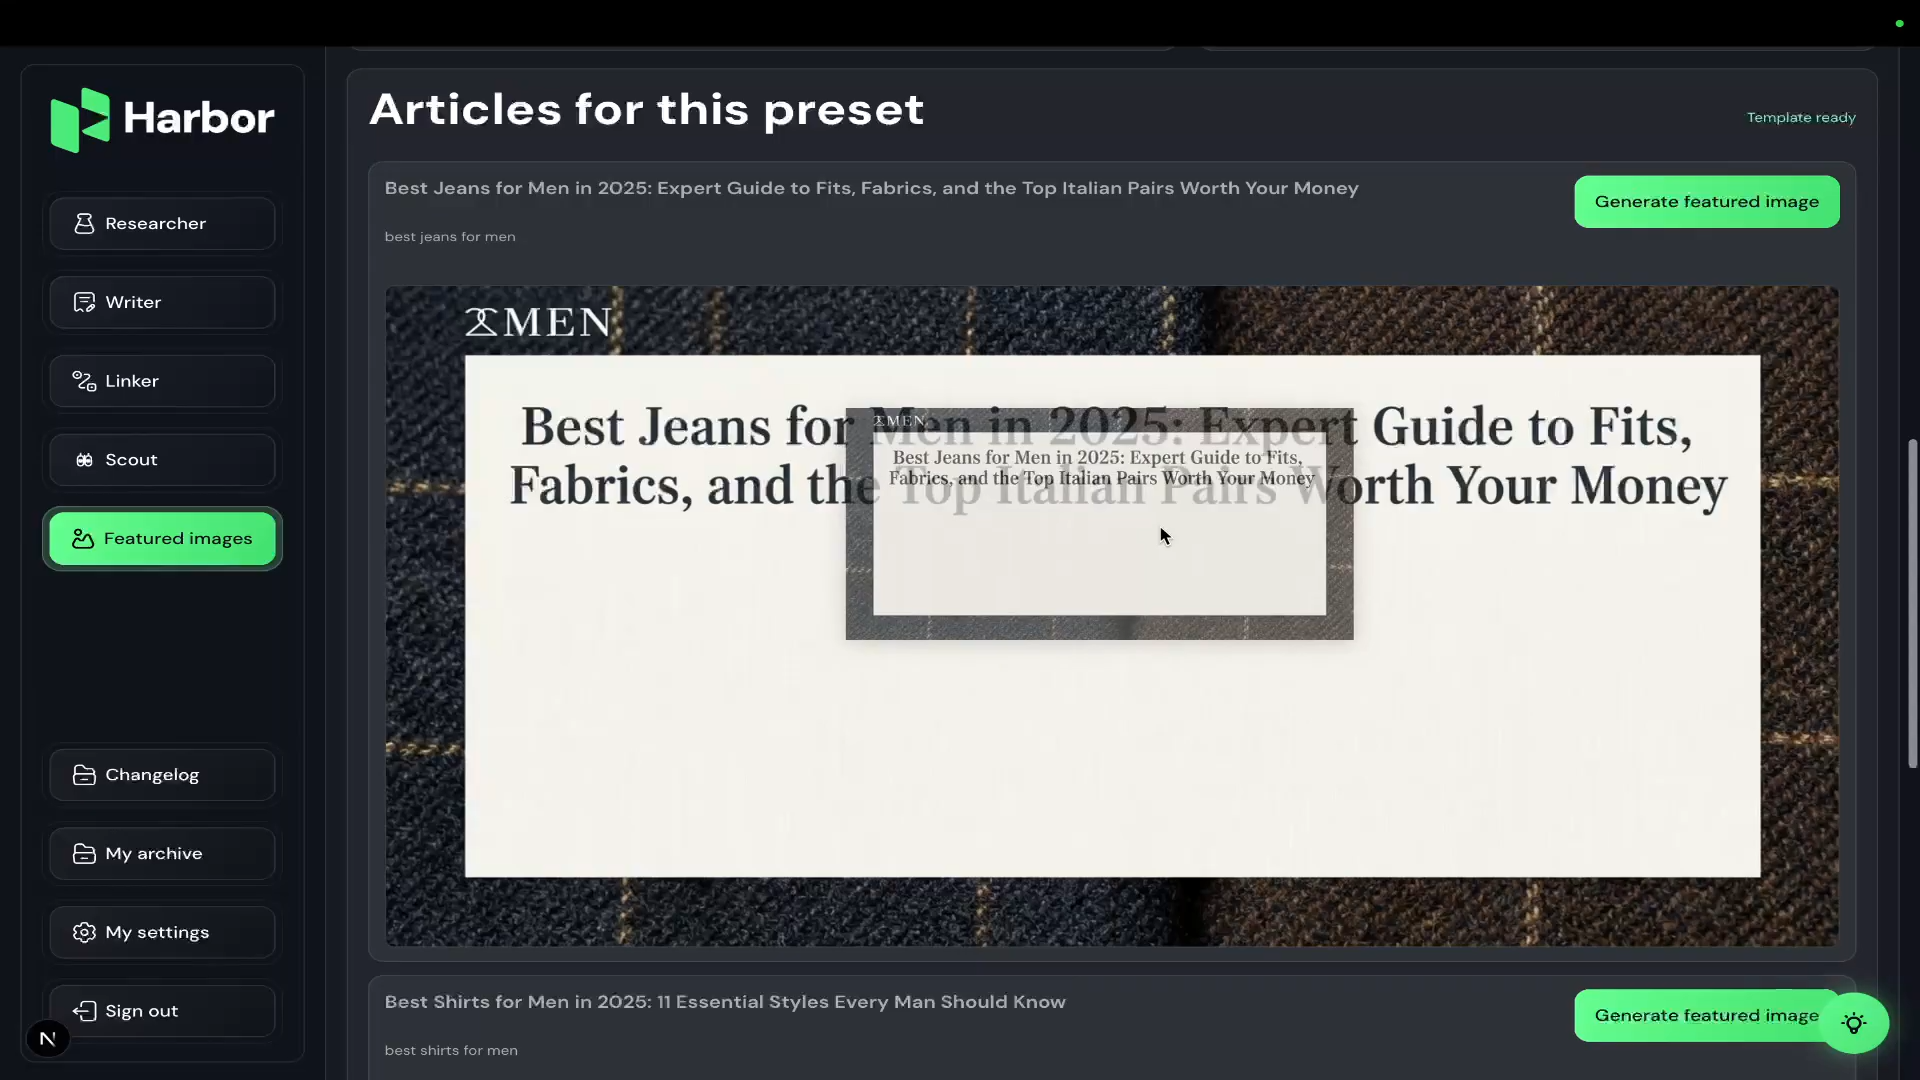 Harbor
Researcher
Writer
Linker
Scout
Featured images
Changelog
My archive
My settings
Sign out
N
Articles for this preset
Template ready
Best Jeans for Men in 2025: Expert Guide to Fits, Fabrics, and the Top Italian Pairs Worth Your Money
Generate featured image
best jeans for men
MEN
Best Jeans for Men in 2025: Expert Guide to Fits,
Fabrics, and the Top Italian Pairs Worth Your Money
MEN
Best Jeans for Men in 2025: Expert Guide to Fits,
Fabrics, and the Top Italian Pairs Worth Your Money
Best Shirts for Men in 2025: 11 Essential Styles Every Man Should Know
Generate featured image
best shirts for men